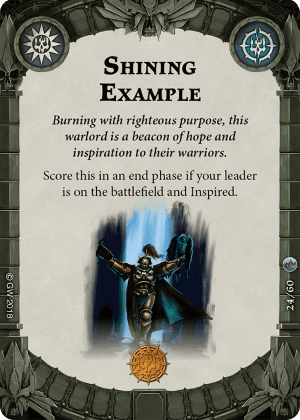 SHINING
EXAMPLE
Burning with righteous purpose, this
warlord is a beacon of hope and
inspiration to their warriors.
Score this in an end phase if your leader
is on the battlefield and Inspired.
© GW 2018
24/60